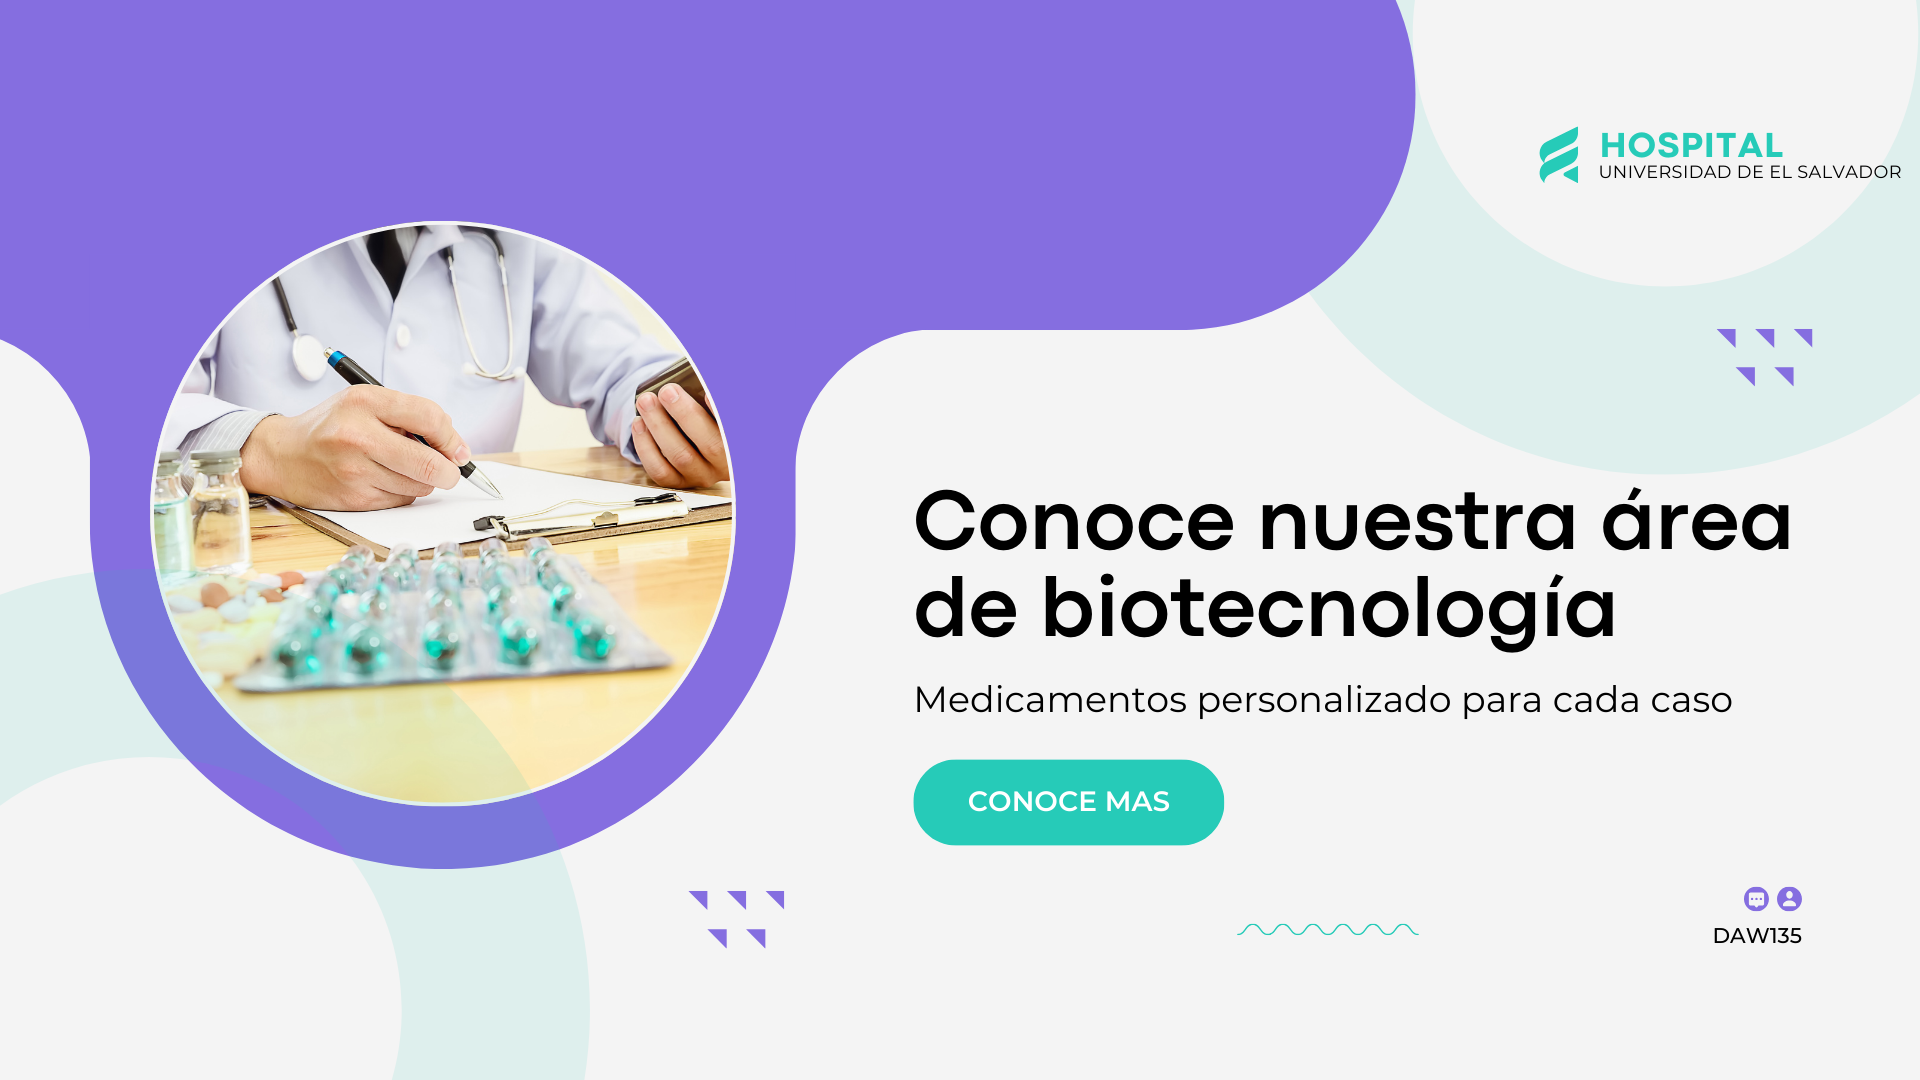 HOSPITAL
UNIVERSIDAD DE EL SALVADOR
Conoce nuestra área
de biotecnología
Medicamentos personalizado para cada caso
CONOCE MAS
DAW135